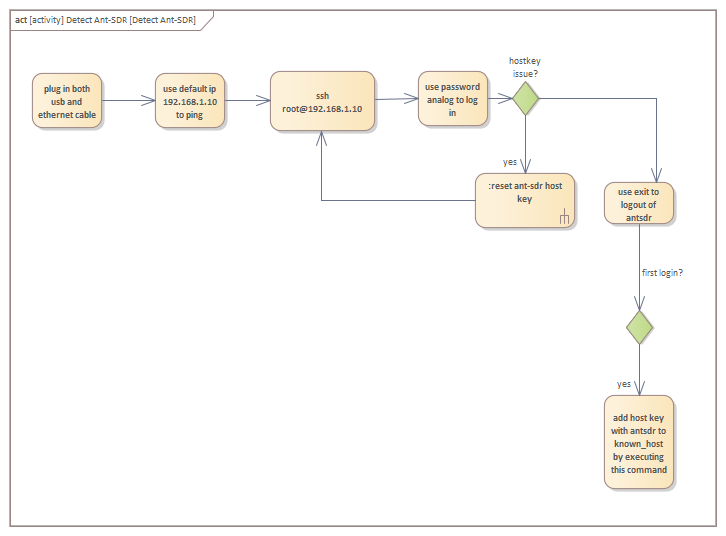 act [activity] Detect Ant-SDR [Detect Ant-SDR]
plug in both
usb and
ethernet cable
use default ip
192.168.1.10
to ping
ssh
root@192.168.1.10
use password
analog to log
in
hostkey
issue?
yes
:reset ant-sdr host
key
use exit to
logout of
antsdr
first login?
yes
add host key
with antsdr to
known_host
by executing
this command